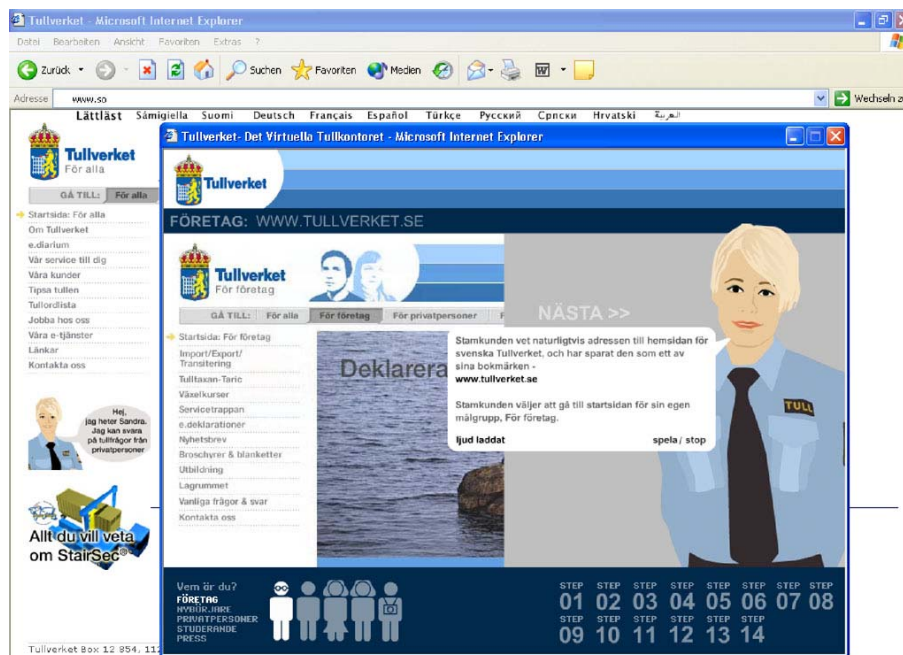 Tullverket - Microsoft Internet Explorer
Datei Bearbeiten Ansicht Favoriten Extras ?
Zurück Suchen Favoriten Medien
Adresse www.so Wechseln z
Lättläst Sámigiella Suomi Deutsch Français Español Türkçe Русский Српски Hrvatski العربية
Tullverket
För alla
GÅ TILL: För alla
Startsida: För alla
Om Tullverket
e.diarium
Vår service till dig
Våra kunder
Tipsa tullen
Tullordlista
Jobba hos oss
Våra e-tjänster
Länkar
Kontakta oss
Hej,
jag heter Sandra.
Jag kan svara
på tullfrågor från
privatpersoner
Allt du vill veta
om StairSec®
Tullverket Box 12 854, 112
Tullverket- Det Virtuella Tullkontoret - Microsoft Internet Explorer
Tullverket
FÖRETAG: WWW.TULLVERKET.SE
Tullverket
För företag
GÅ TILL: För alla För företag För privatpersoner F
Startsida: För företag
Import/Export/
Transitering
Tulltaxan-Taric
Växelkurser
Servicetrappan
e.deklarationer
Nyhetsbrev
Broschyrer & blanketter
Utbildning
Lagrummet
Vanliga frågor & svar
Kontakta oss
Deklarera
NÄSTA >>
Stamkunden vet naturligtvis adressen till hemsidan för
svenska Tullverket, och har sparat den som ett av
sina bokmärken -
www.tullverket.se
Stamkunden väljer att gå till startsidan för sin egen
målgrupp, För företag.
ljud laddat spela / stop
TULL
Vem är du?
FÖRETAG
NYBÖRJARE
PRIVATPERSONER
STUDERANDE
PRESS
STEP STEP STEP STEP STEP STEP STEP STEP
01 02 03 04 05 06 07 08
STEP STEP STEP STEP STEP STEP
09 10 11 12 13 14